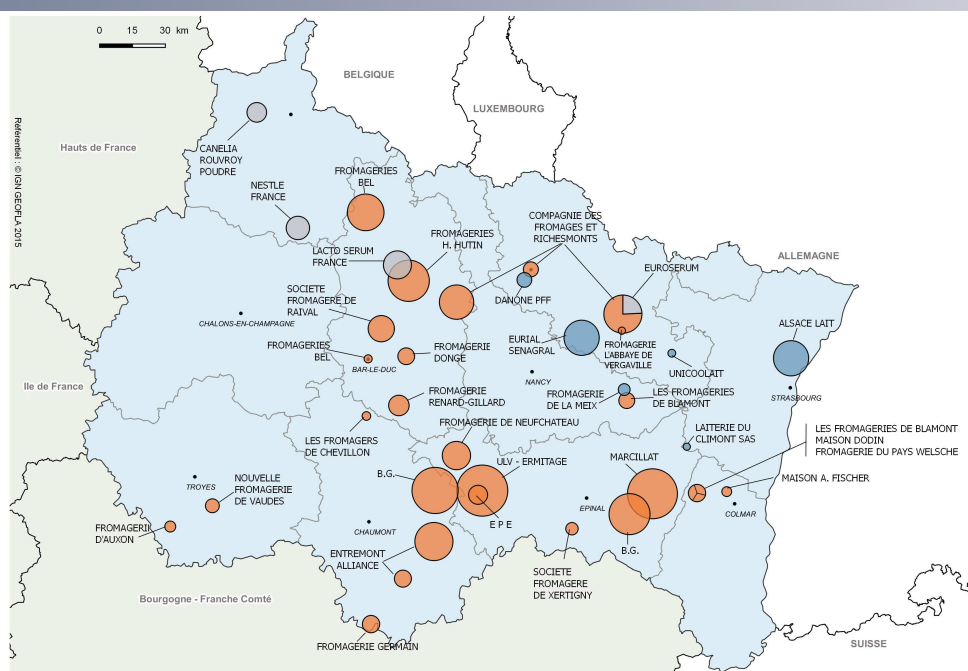 0 15 30 km
BELGIQUE
LUXEMBOURG
Hauts de France
Référentiel : © IGN GEOFLA 2015
CANELIA
ROUVROY
POUDRE
NESTLE
FRANCE
FROMAGERIES
BEL
LACTO SERUM
FRANCE
FROMAGERIES
H. HUTIN
COMPAGNIE DES
FROMAGES ET
RICHESMONTS
ALLEMAGNE
EUROSERUM
DANONE PFF
SOCIETE
FROMAGERE DE
RAIVAL
CHALONS-EN-CHAMPAGNE
ALSACE LAIT
EURIAL
SENAGRAL
FROMAGERIE
L'ABBAYE DE
VERGAVILLE
FROMAGERIES
BEL
BAR-LE-DUC
FROMAGERIE
DONGE
UNICOOLAIT
Ile de France
NANCY
STRASBOURG
FROMAGERIE
RENARD-GILLARD
FROMAGERIE
DE LA MEIX
LES FROMAGERIES
DE BLAMONT
LES FROMAGERS
DE CHEVILLON
FROMAGERIE DE NEUFCHATEAU
LAITERIE DU
CLIMONT SAS
LES FROMAGERIES DE BLAMONT
MAISON DODIN
FROMAGERIE DU PAYS WELSCHE
B.G.
ULV - ERMITAGE
MARCILLAT
MAISON A. FISCHER
TROYES
NOUVELLE
FROMAGERIE
DE VAUDES
EPINAL
COLMAR
FROMAGERIE
D'AUXON
CHAUMONT
E P E
B.G.
ENTREMONT
ALLIANCE
SOCIETE
FROMAGERE
DE XERTIGNY
Bourgogne - Franche Comté
FROMAGERIE GERMAIN
SUISSE